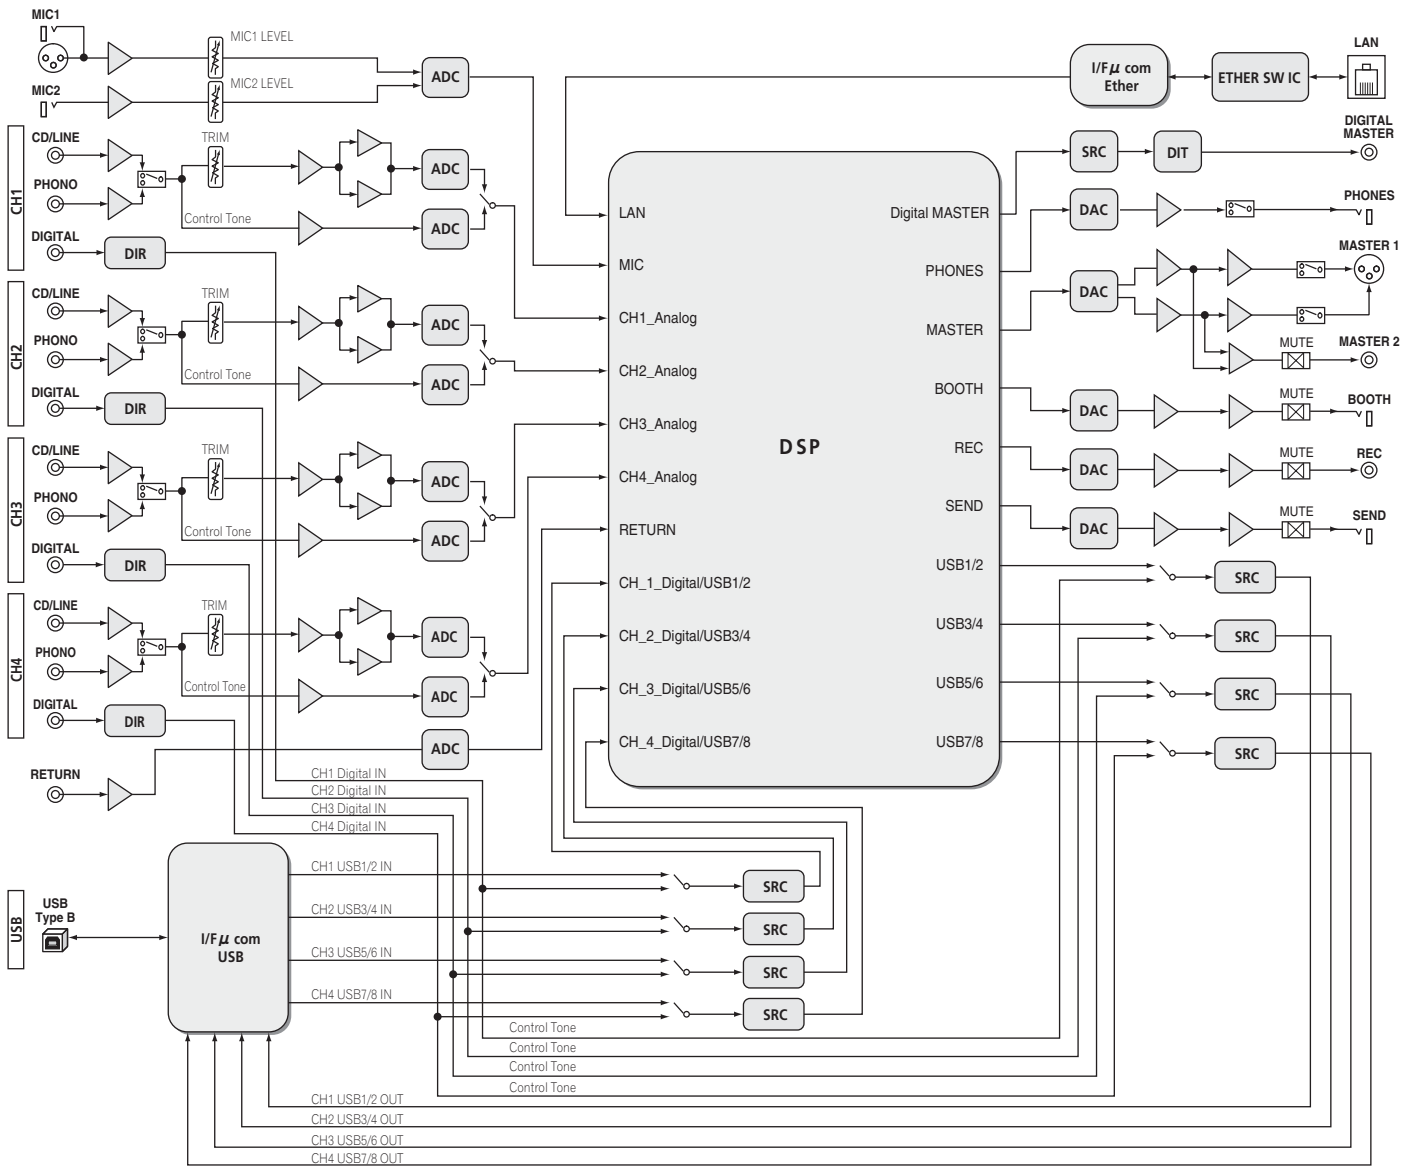 MIC1
MIC1 LEVEL
MIC2 LEVEL
MIC2
ADC
CH1
CD/LINE
TRIM
PHONO
ADC
Control Tone
ADC
DIGITAL
DIR
CH2
CD/LINE
TRIM
PHONO
ADC
Control Tone
ADC
DIGITAL
DIR
CH3
CD/LINE
TRIM
PHONO
ADC
Control Tone
ADC
DIGITAL
DIR
CH4
CD/LINE
TRIM
PHONO
ADC
Control Tone
ADC
DIGITAL
DIR
ADC
RETURN
CH1 Digital IN
CH2 Digital IN
CH3 Digital IN
CH4 Digital IN
DSP
LAN
MIC
CH1_Analog
CH2_Analog
CH3_Analog
CH4_Analog
RETURN
CH_1_Digital/USB1/2
CH_2_Digital/USB3/4
CH_3_Digital/USB5/6
CH_4_Digital/USB7/8
Digital MASTER
PHONES
MASTER
BOOTH
REC
SEND
USB1/2
USB3/4
USB5/6
USB7/8
I/Fμ com
Ether
ETHER SW IC
LAN
SRC
DIT
DIGITAL
MASTER
DAC
PHONES
DAC
MASTER 1
MUTE
MASTER 2
DAC
MUTE
BOOTH
DAC
MUTE
REC
DAC
MUTE
SEND
SRC
SRC
SRC
SRC
USB
USB
Type B
I/Fμ com
USB
CH1 USB1/2 IN
SRC
CH2 USB3/4 IN
SRC
CH3 USB5/6 IN
SRC
CH4 USB7/8 IN
SRC
Control Tone
Control Tone
Control Tone
Control Tone
CH1 USB1/2 OUT
CH2 USB3/4 OUT
CH3 USB5/6 OUT
CH4 USB7/8 OUT